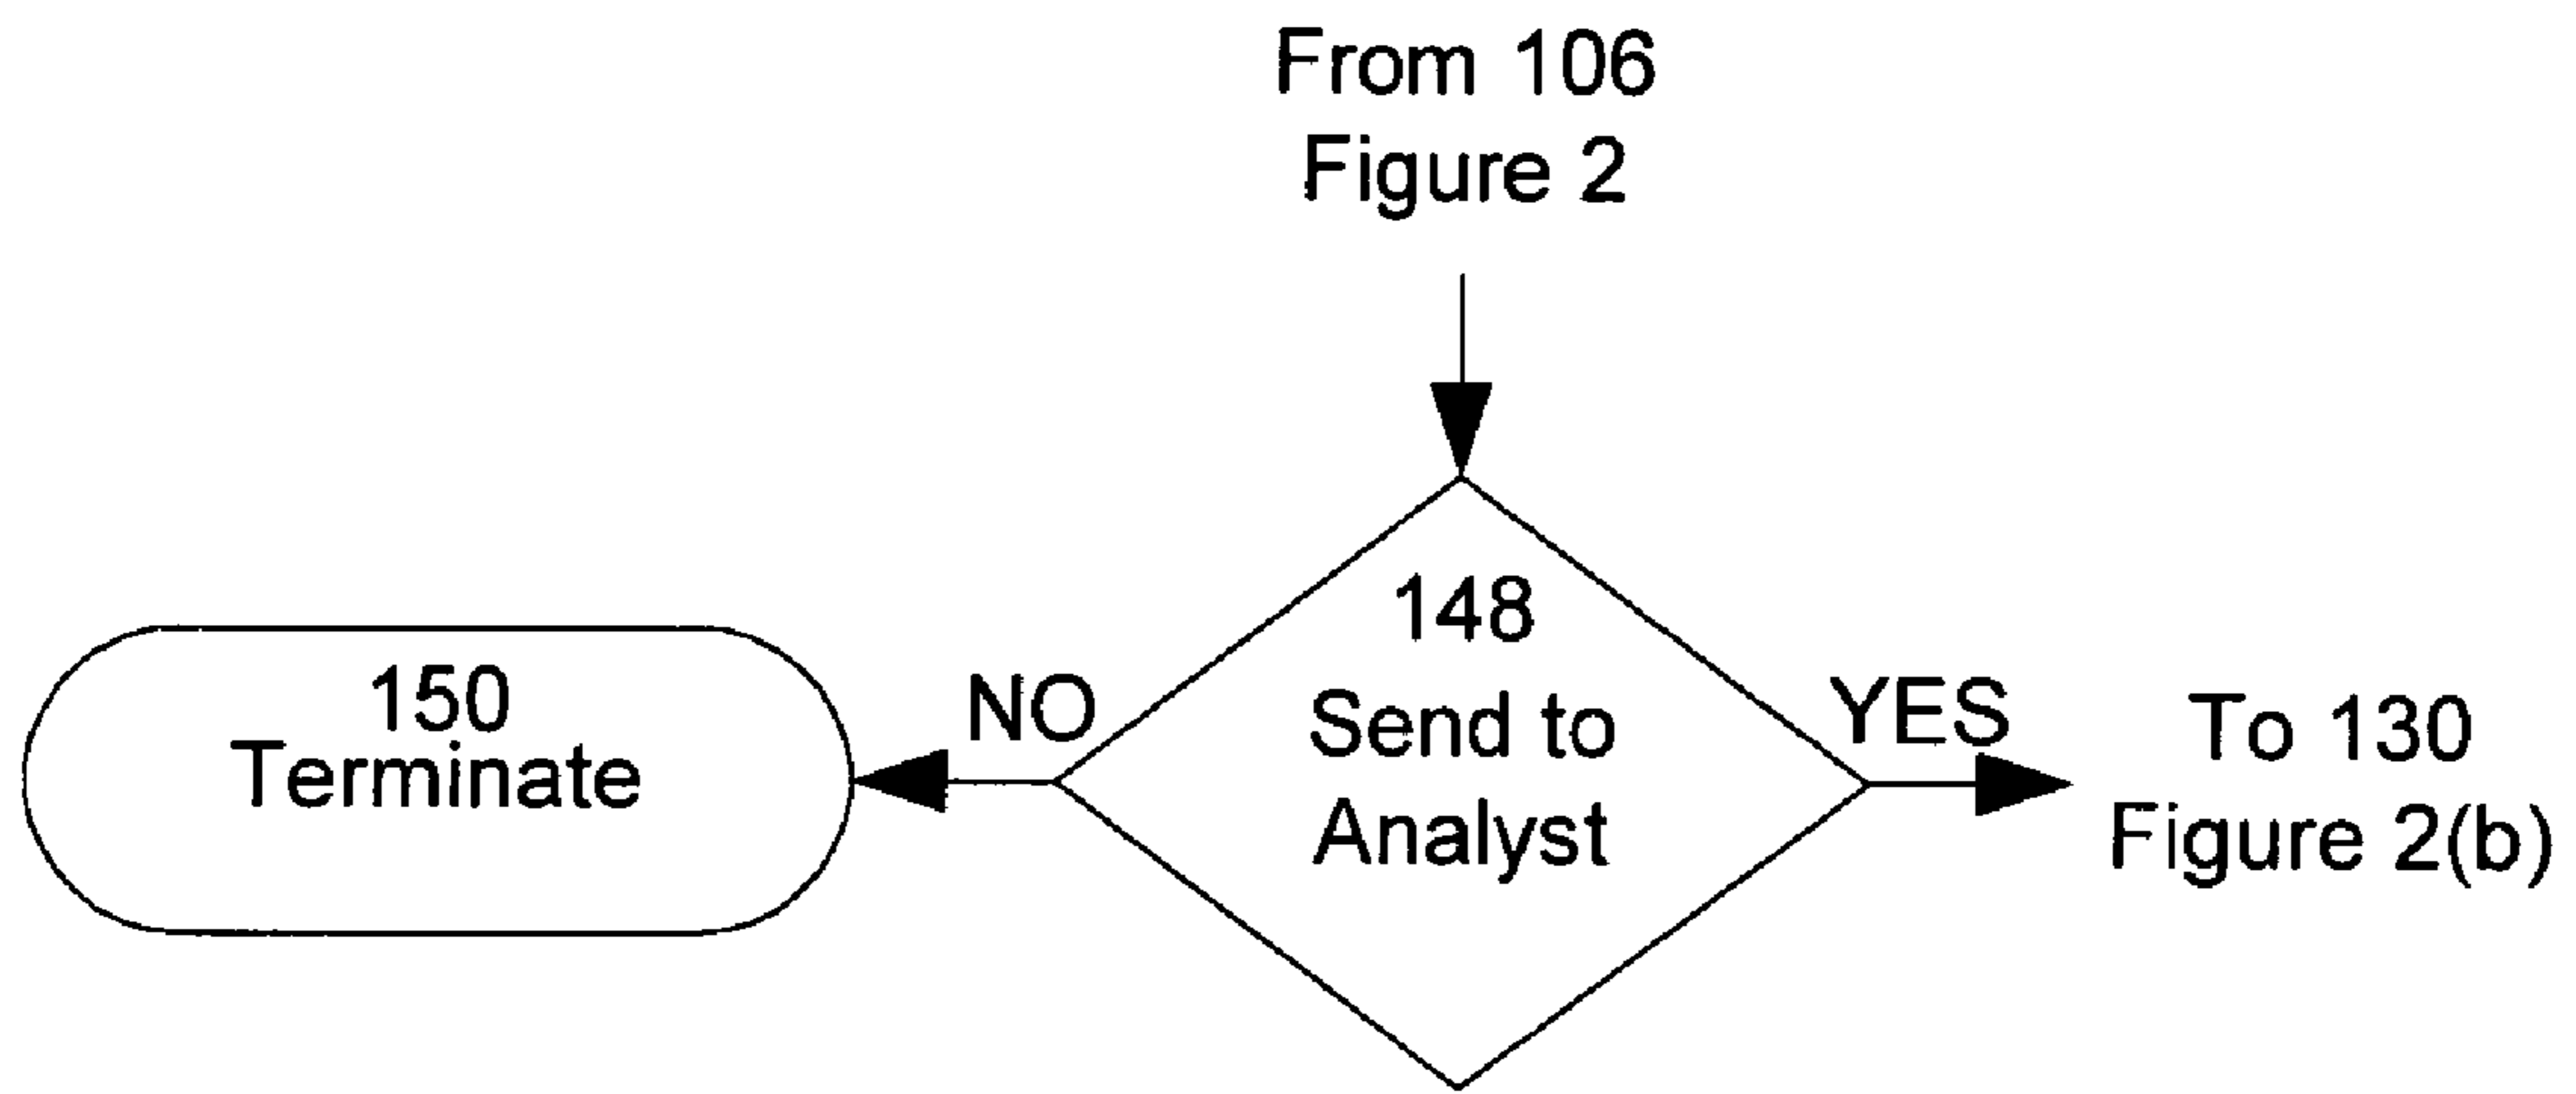 From 106
Figure 2
148
Send to
Analyst
NO
YES
150
Terminate
To 130
Figure 2(b)